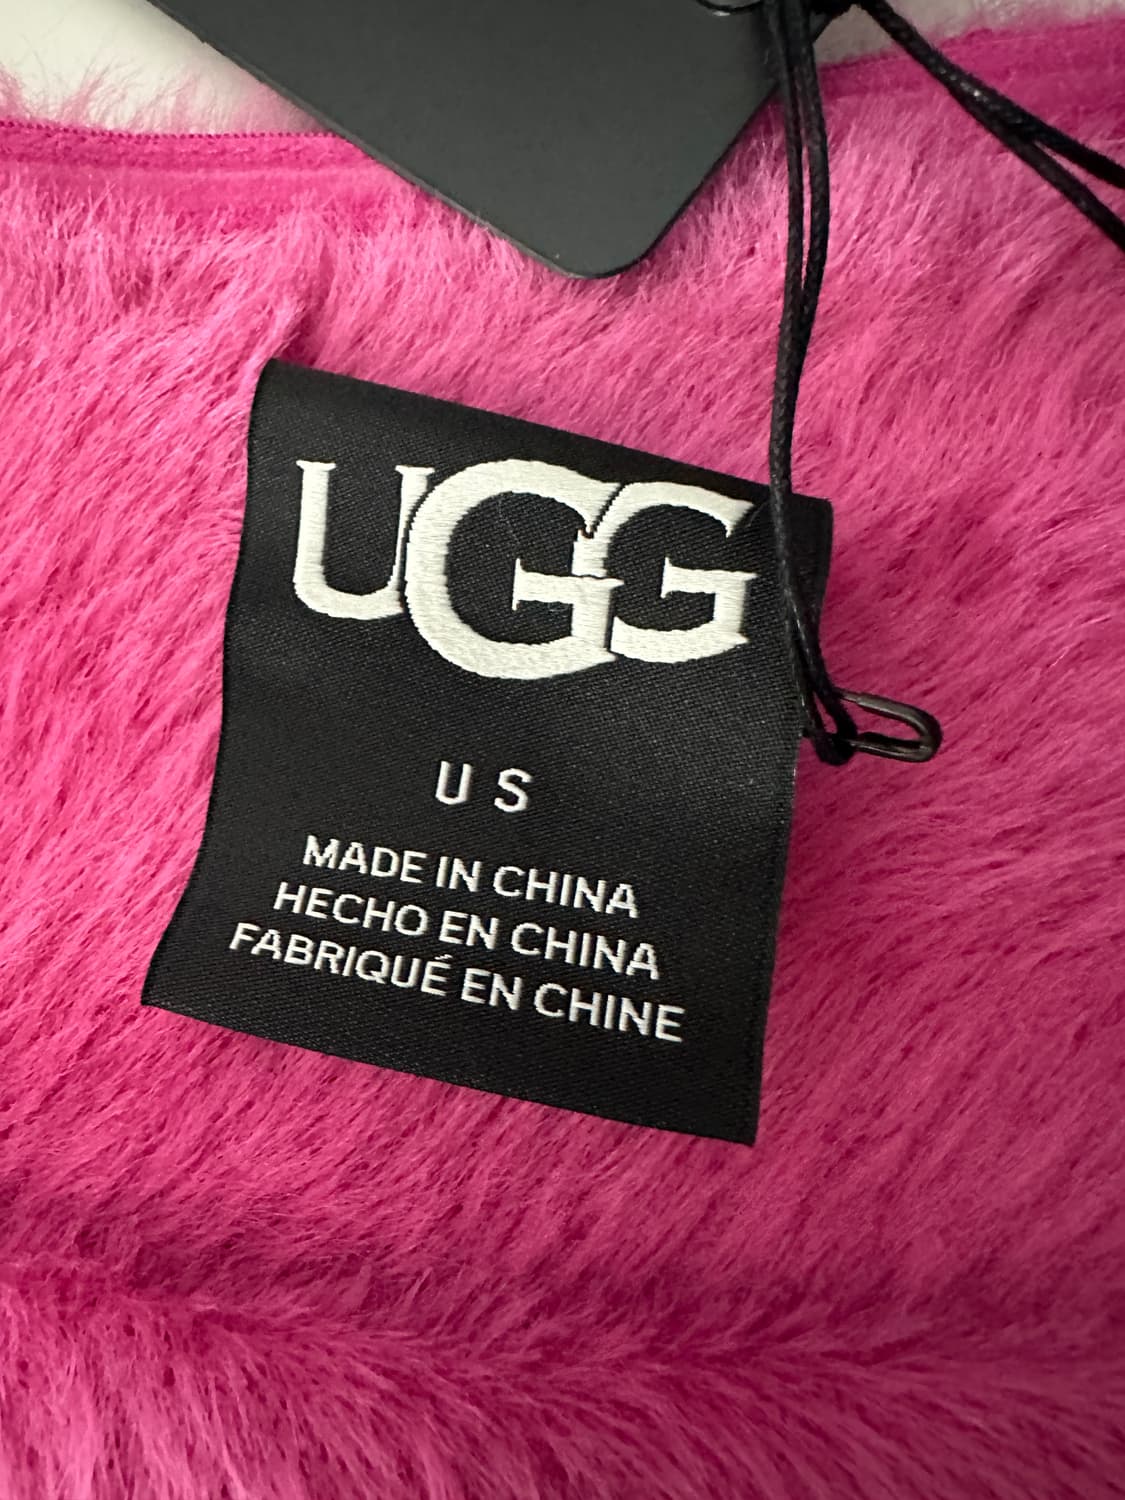 UGG
U S
MADE IN CHINA
HECHO EN CHINA
FABRIQUÉ EN CHINE